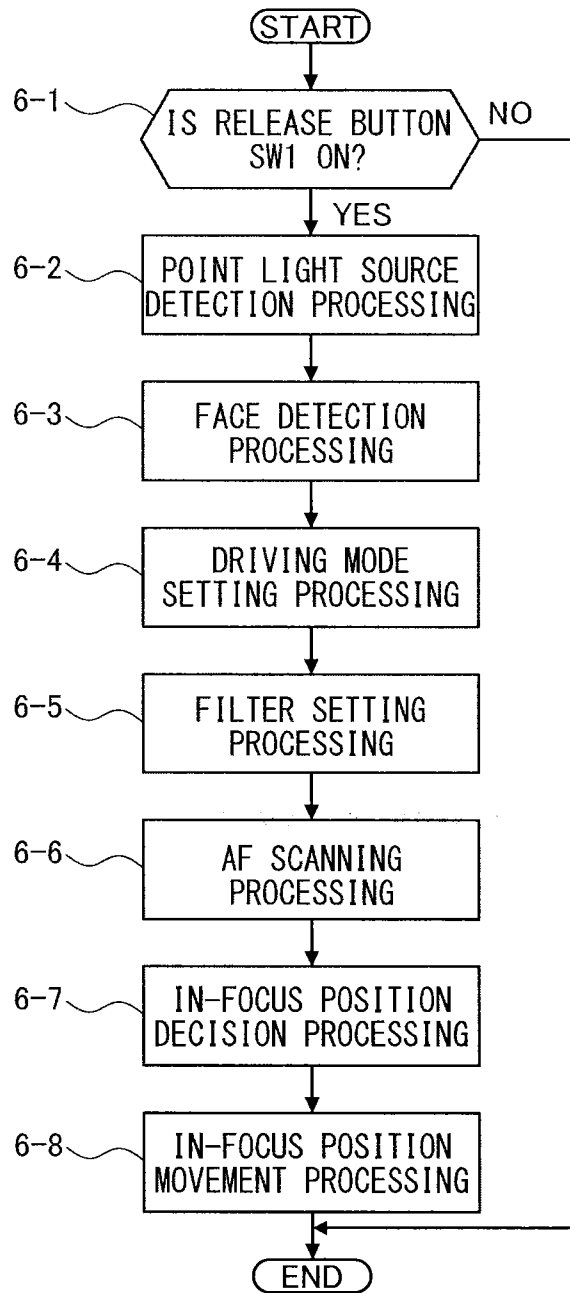 START
6-1
IS RELEASE BUTTON
SW1 ON?
NO
YES
6-2
POINT LIGHT SOURCE
DETECTION PROCESSING
6-3
FACE DETECTION
PROCESSING
6-4
DRIVING MODE
SETTING PROCESSING
6-5
FILTER SETTING
PROCESSING
6-6
AF SCANNING
PROCESSING
6-7
IN-FOCUS POSITION
DECISION PROCESSING
6-8
IN-FOCUS POSITION
MOVEMENT PROCESSING
END